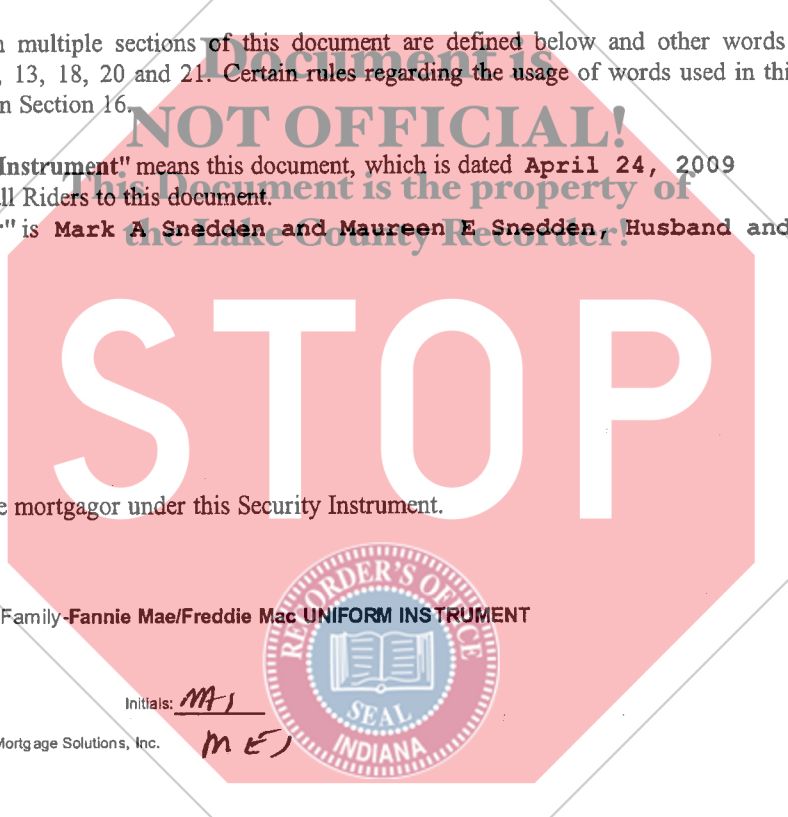 n multiple sections of this document are defined below and other words
, 13, 18, 20 and 21. Certain rules regarding the usage of words used in thi
n Section 16.
Document is
NOT OFFICIAL!
This Document is the property of
the Lake County Recorder!
Instrument" means this document, which is dated April 24, 2009
ll Riders to this document.
" is Mark A Snedden and Maureen E Snedden, Husband and
STOP
e mortgagor under this Security Instrument.
Family-Fannie Mae/Freddie Mac UNIFORM INSTRUMENT
RECORDER'S OFFICE
SEAL
INDIANA
Initials: MAS
Mortgage Solutions, Inc. MES